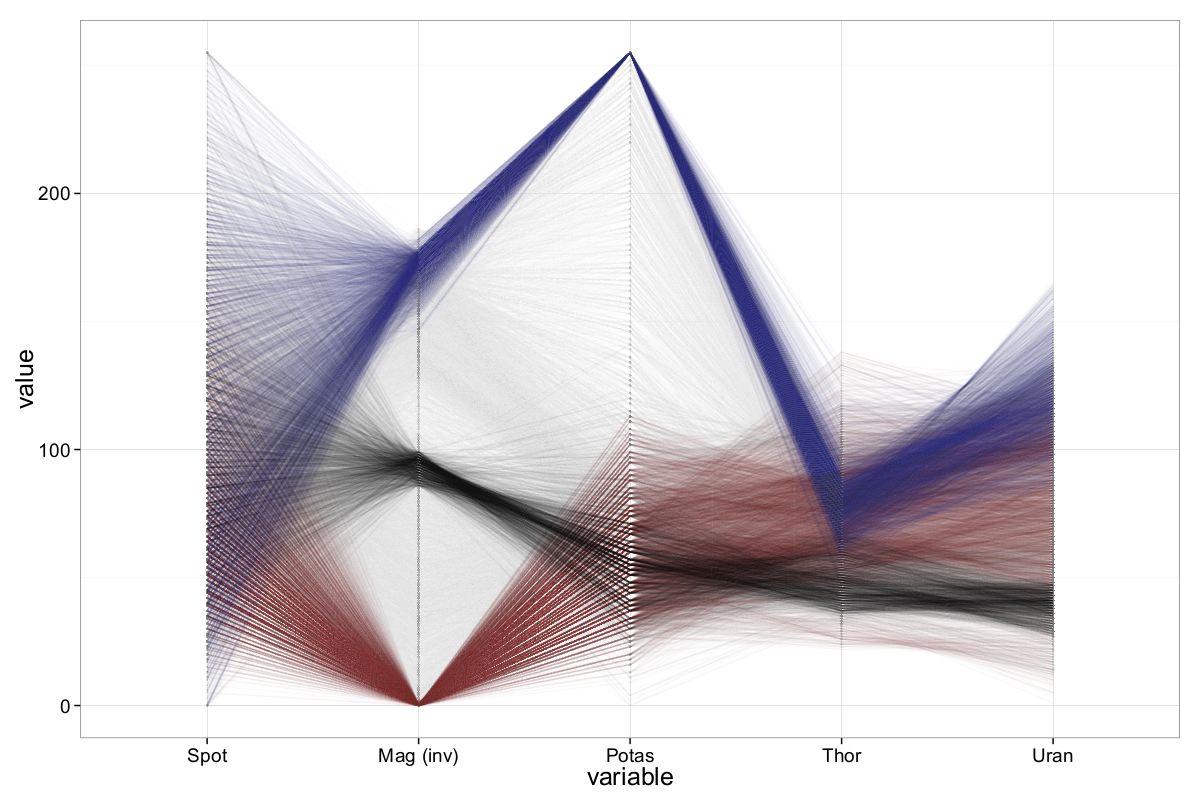 value
200
100
0
Spot
Mag (inv)
Potas
Thor
Uran
variable